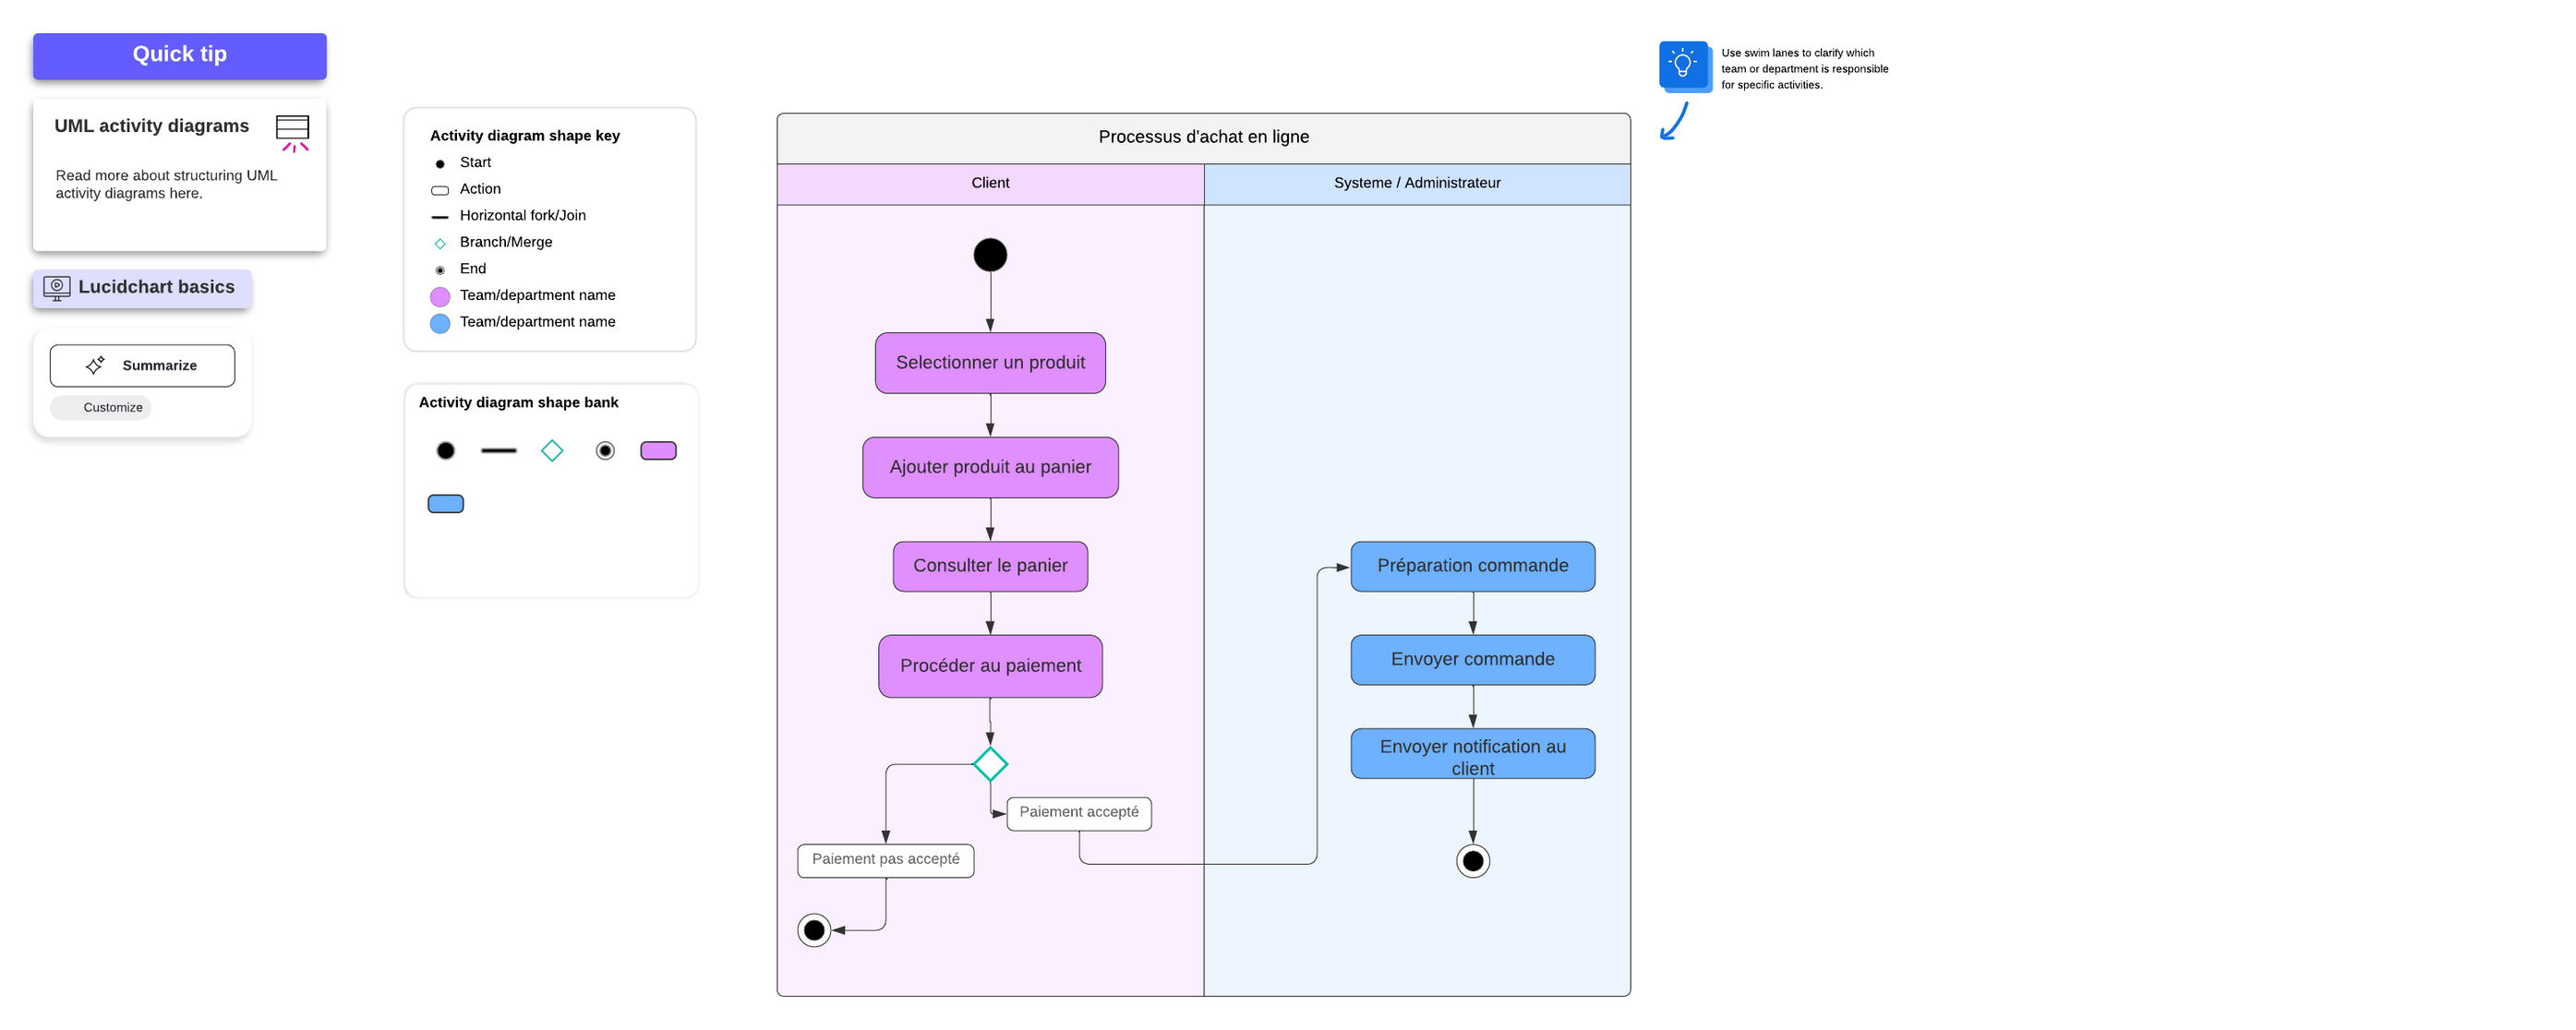 Quick tip
UML activity diagrams
Read more about structuring UML
activity diagrams here.
Lucidchart basics
Summarize
Customize
Activity diagram shape key
Start
Action
Horizontal fork/Join
Branch/Merge
End
Team/department name
Team/department name
Activity diagram shape bank
Processus d'achat en ligne
Client
Systeme / Administrateur
Selectionner un produit
Ajouter produit au panier
Consulter le panier
Procéder au paiement
Paiement accepté
Paiement pas accepté
Préparation commande
Envoyer commande
Envoyer notification au
client
Use swim lanes to clarify which
team or department is responsible
for specific activities.